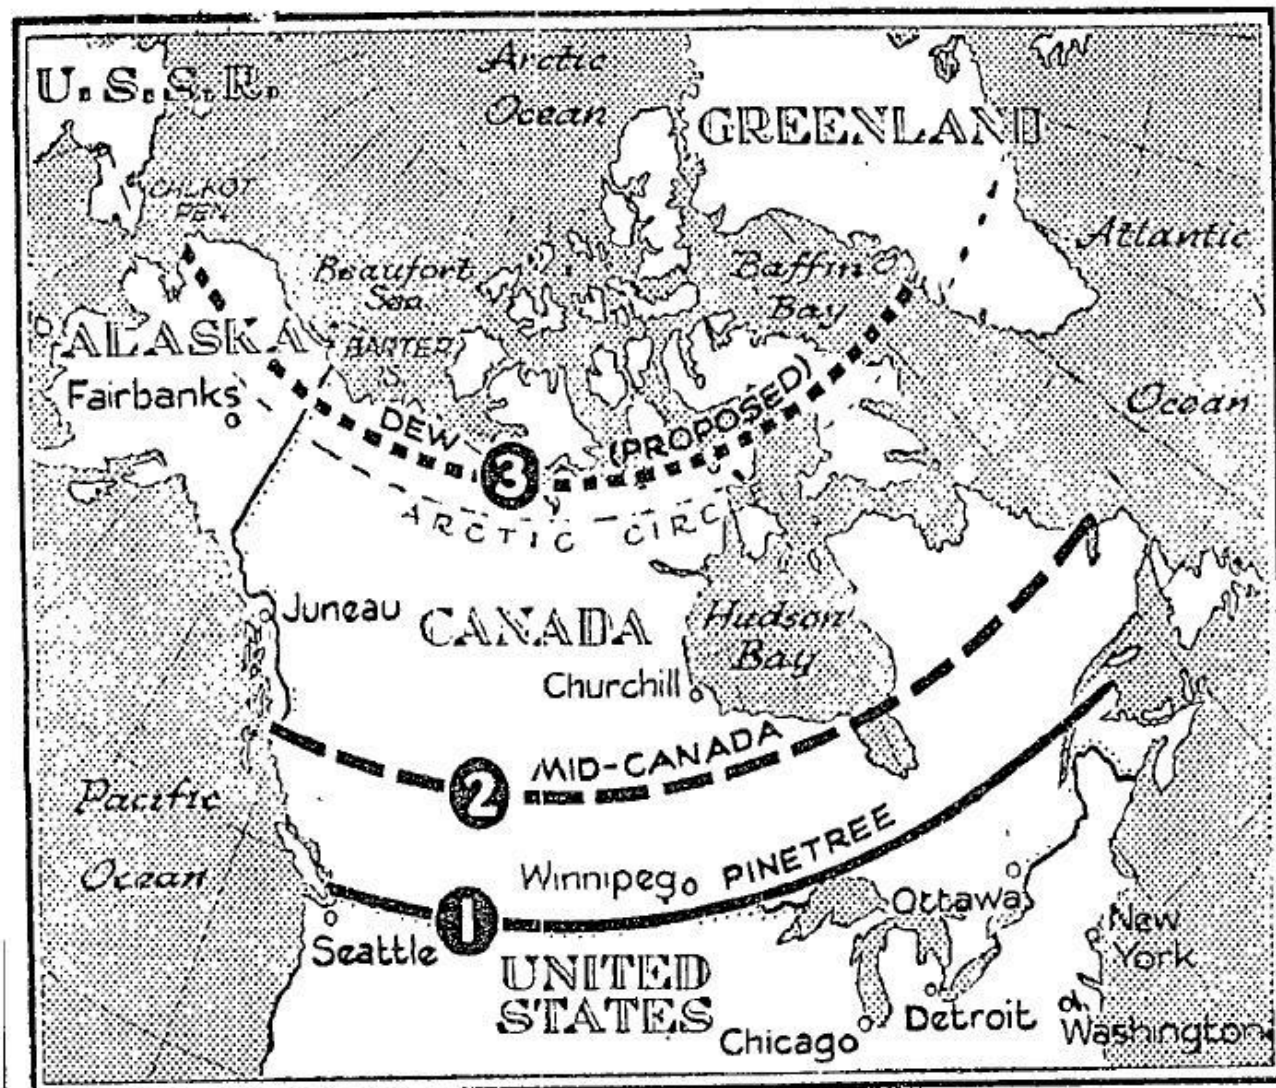 U.S.S.R.
Arctic
Ocean
GREENLAND
PEN
Atlantic
Ocean
Beaufort
Sea
Baffin
Bay
ALASKA
BARTER
Fairbanks
DEW
3
(PROPOSED)
ARCTIC CIRC
Juneau
CANADA
Hudson
Bay
Churchill
2
MID-CANADA
Pacific
Ocean
Winnipeg
PINETREE
1
Seattle
Ottawa
UNITED
STATES
New
York
Detroit
Chicago
Washington